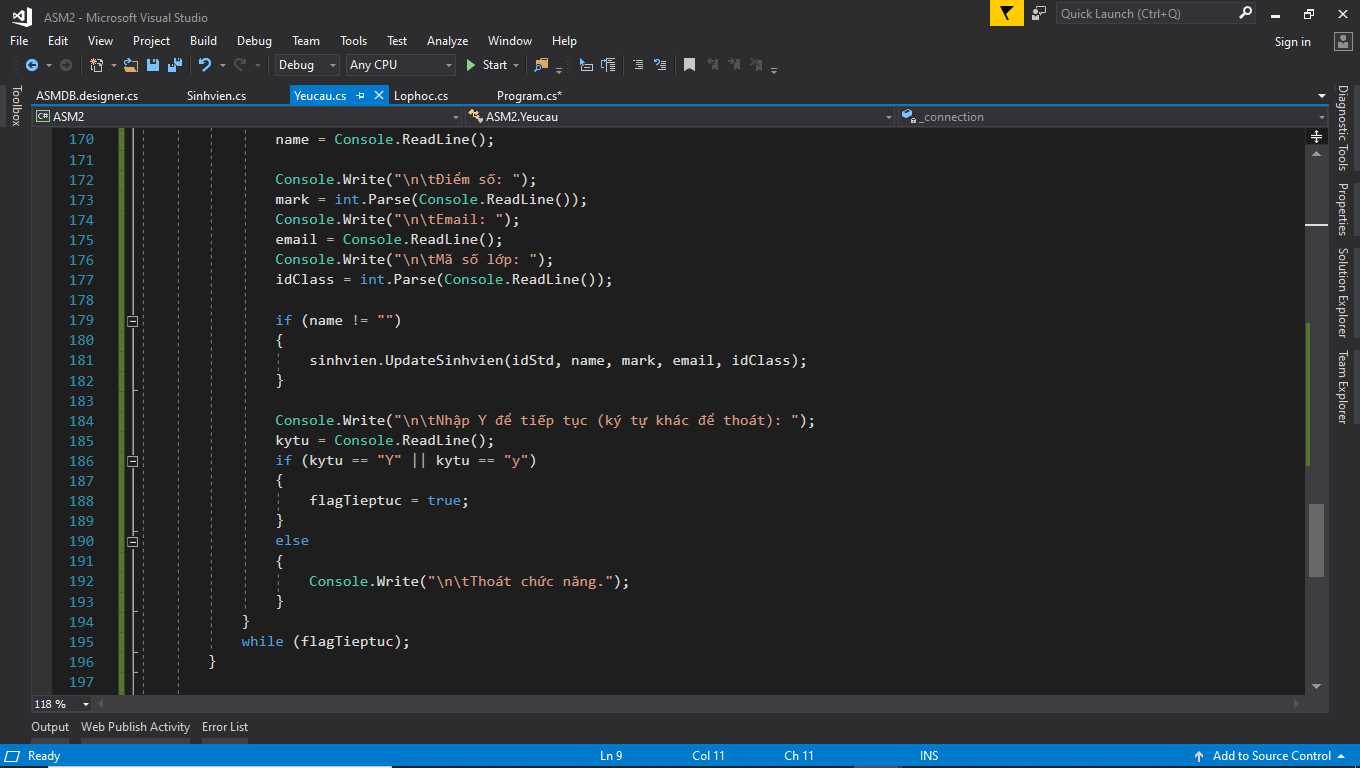 ASM2 - Microsoft Visual Studio
Quick Launch (Ctrl+Q)
File Edit View Project Build Debug Team Tools Test Analyze Window Help
Sign in
Debug Any CPU Start
Toolbox
ASMDB.designer.cs Sinhvien.cs Yeucau.cs Lophoc.cs Program.cs*
C# ASM2 ASM2.Yeucau _connection
170 name = Console.ReadLine();
171
172 Console.Write("\n\tĐiểm số: ");
173 mark = int.Parse(Console.ReadLine());
174 Console.Write("\n\tEmail: ");
175 email = Console.ReadLine();
176 Console.Write("\n\tMã số lớp: ");
177 idClass = int.Parse(Console.ReadLine());
178
179 if (name != "")
180 {
181 sinhvien.UpdateSinhvien(idStd, name, mark, email, idClass);
182 }
183
184 Console.Write("\n\tNhập Y để tiếp tục (ký tự khác để thoát): ");
185 kytu = Console.ReadLine();
186 if (kytu == "Y" || kytu == "y")
187 {
188 flagTieptuc = true;
189 }
190 else
191 {
192 Console.Write("\n\tThoát chức năng.");
193 }
194 }
195 while (flagTieptuc);
196 }
197
Diagnostic Tools
Properties
Solution Explorer
Team Explorer
118 %
Output Web Publish Activity Error List
Ready Ln 9 Col 11 Ch 11 INS Add to Source Control